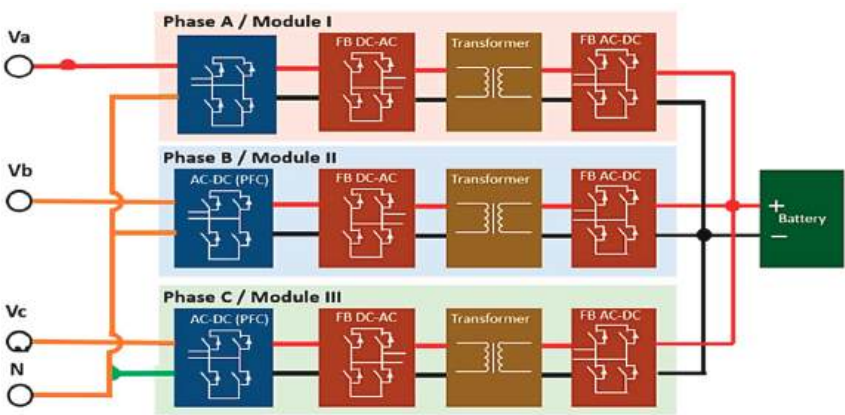 Phase A / Module I
Va
FB DC-AC
Transformer
FB AC-DC
Phase B / Module II
Vb
AC-DC (PFC)
FB DC-AC
Transformer
FB AC-DC
+
Battery
−
Phase C / Module III
Vc
AC-DC (PFC)
FB DC-AC
Transformer
FB AC-DC
N